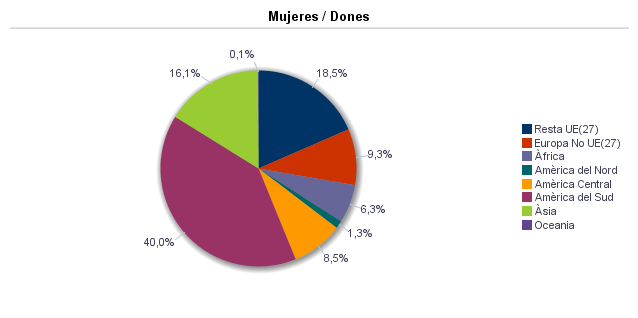 Mujeres / Dones
0,1%
16,1%
18,5%
9,3%
6,3%
1,3%
8,5%
40,0%
Resta UE(27)
Europa No UE(27)
Àfrica
Amèrica del Nord
Amèrica Central
Amèrica del Sud
Àsia
Oceania